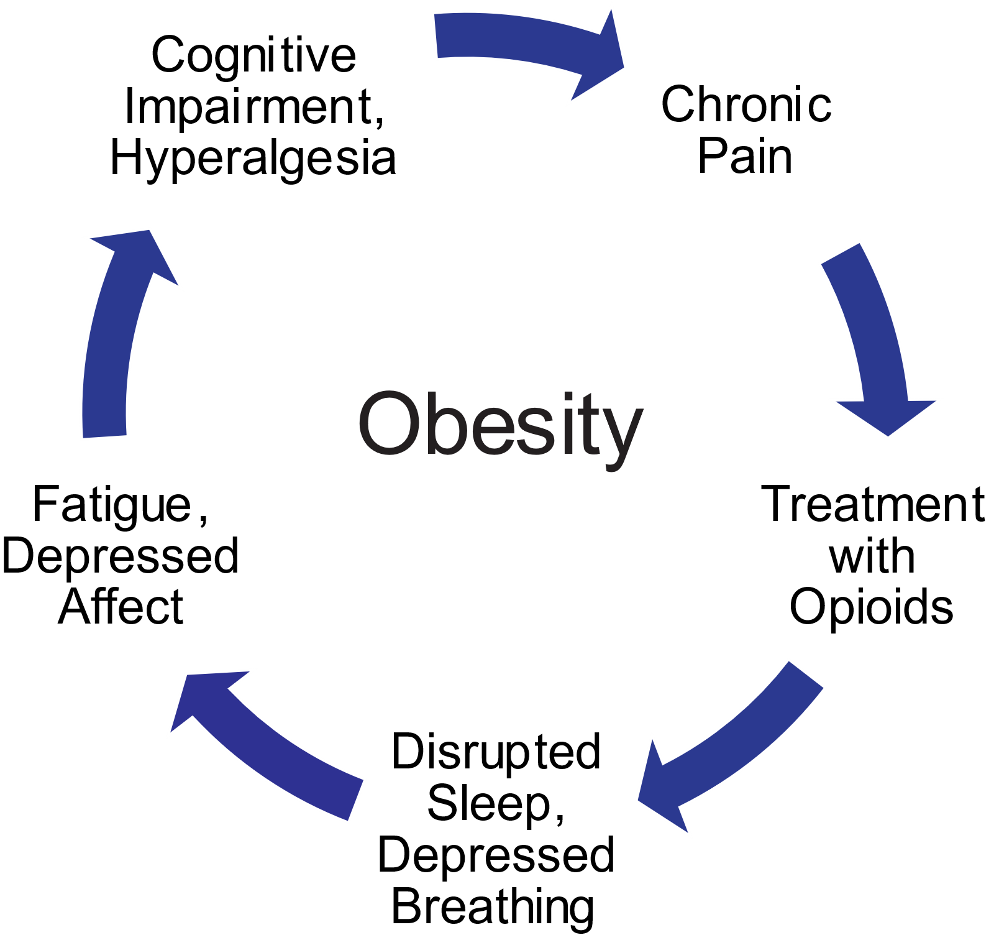 Cognitive
Impairment,
Hyperalgesia
Chronic
Pain
Obesity
Treatment
with
Opioids
Disrupted
Sleep,
Depressed
Breathing
Fatigue,
Depressed
Affect